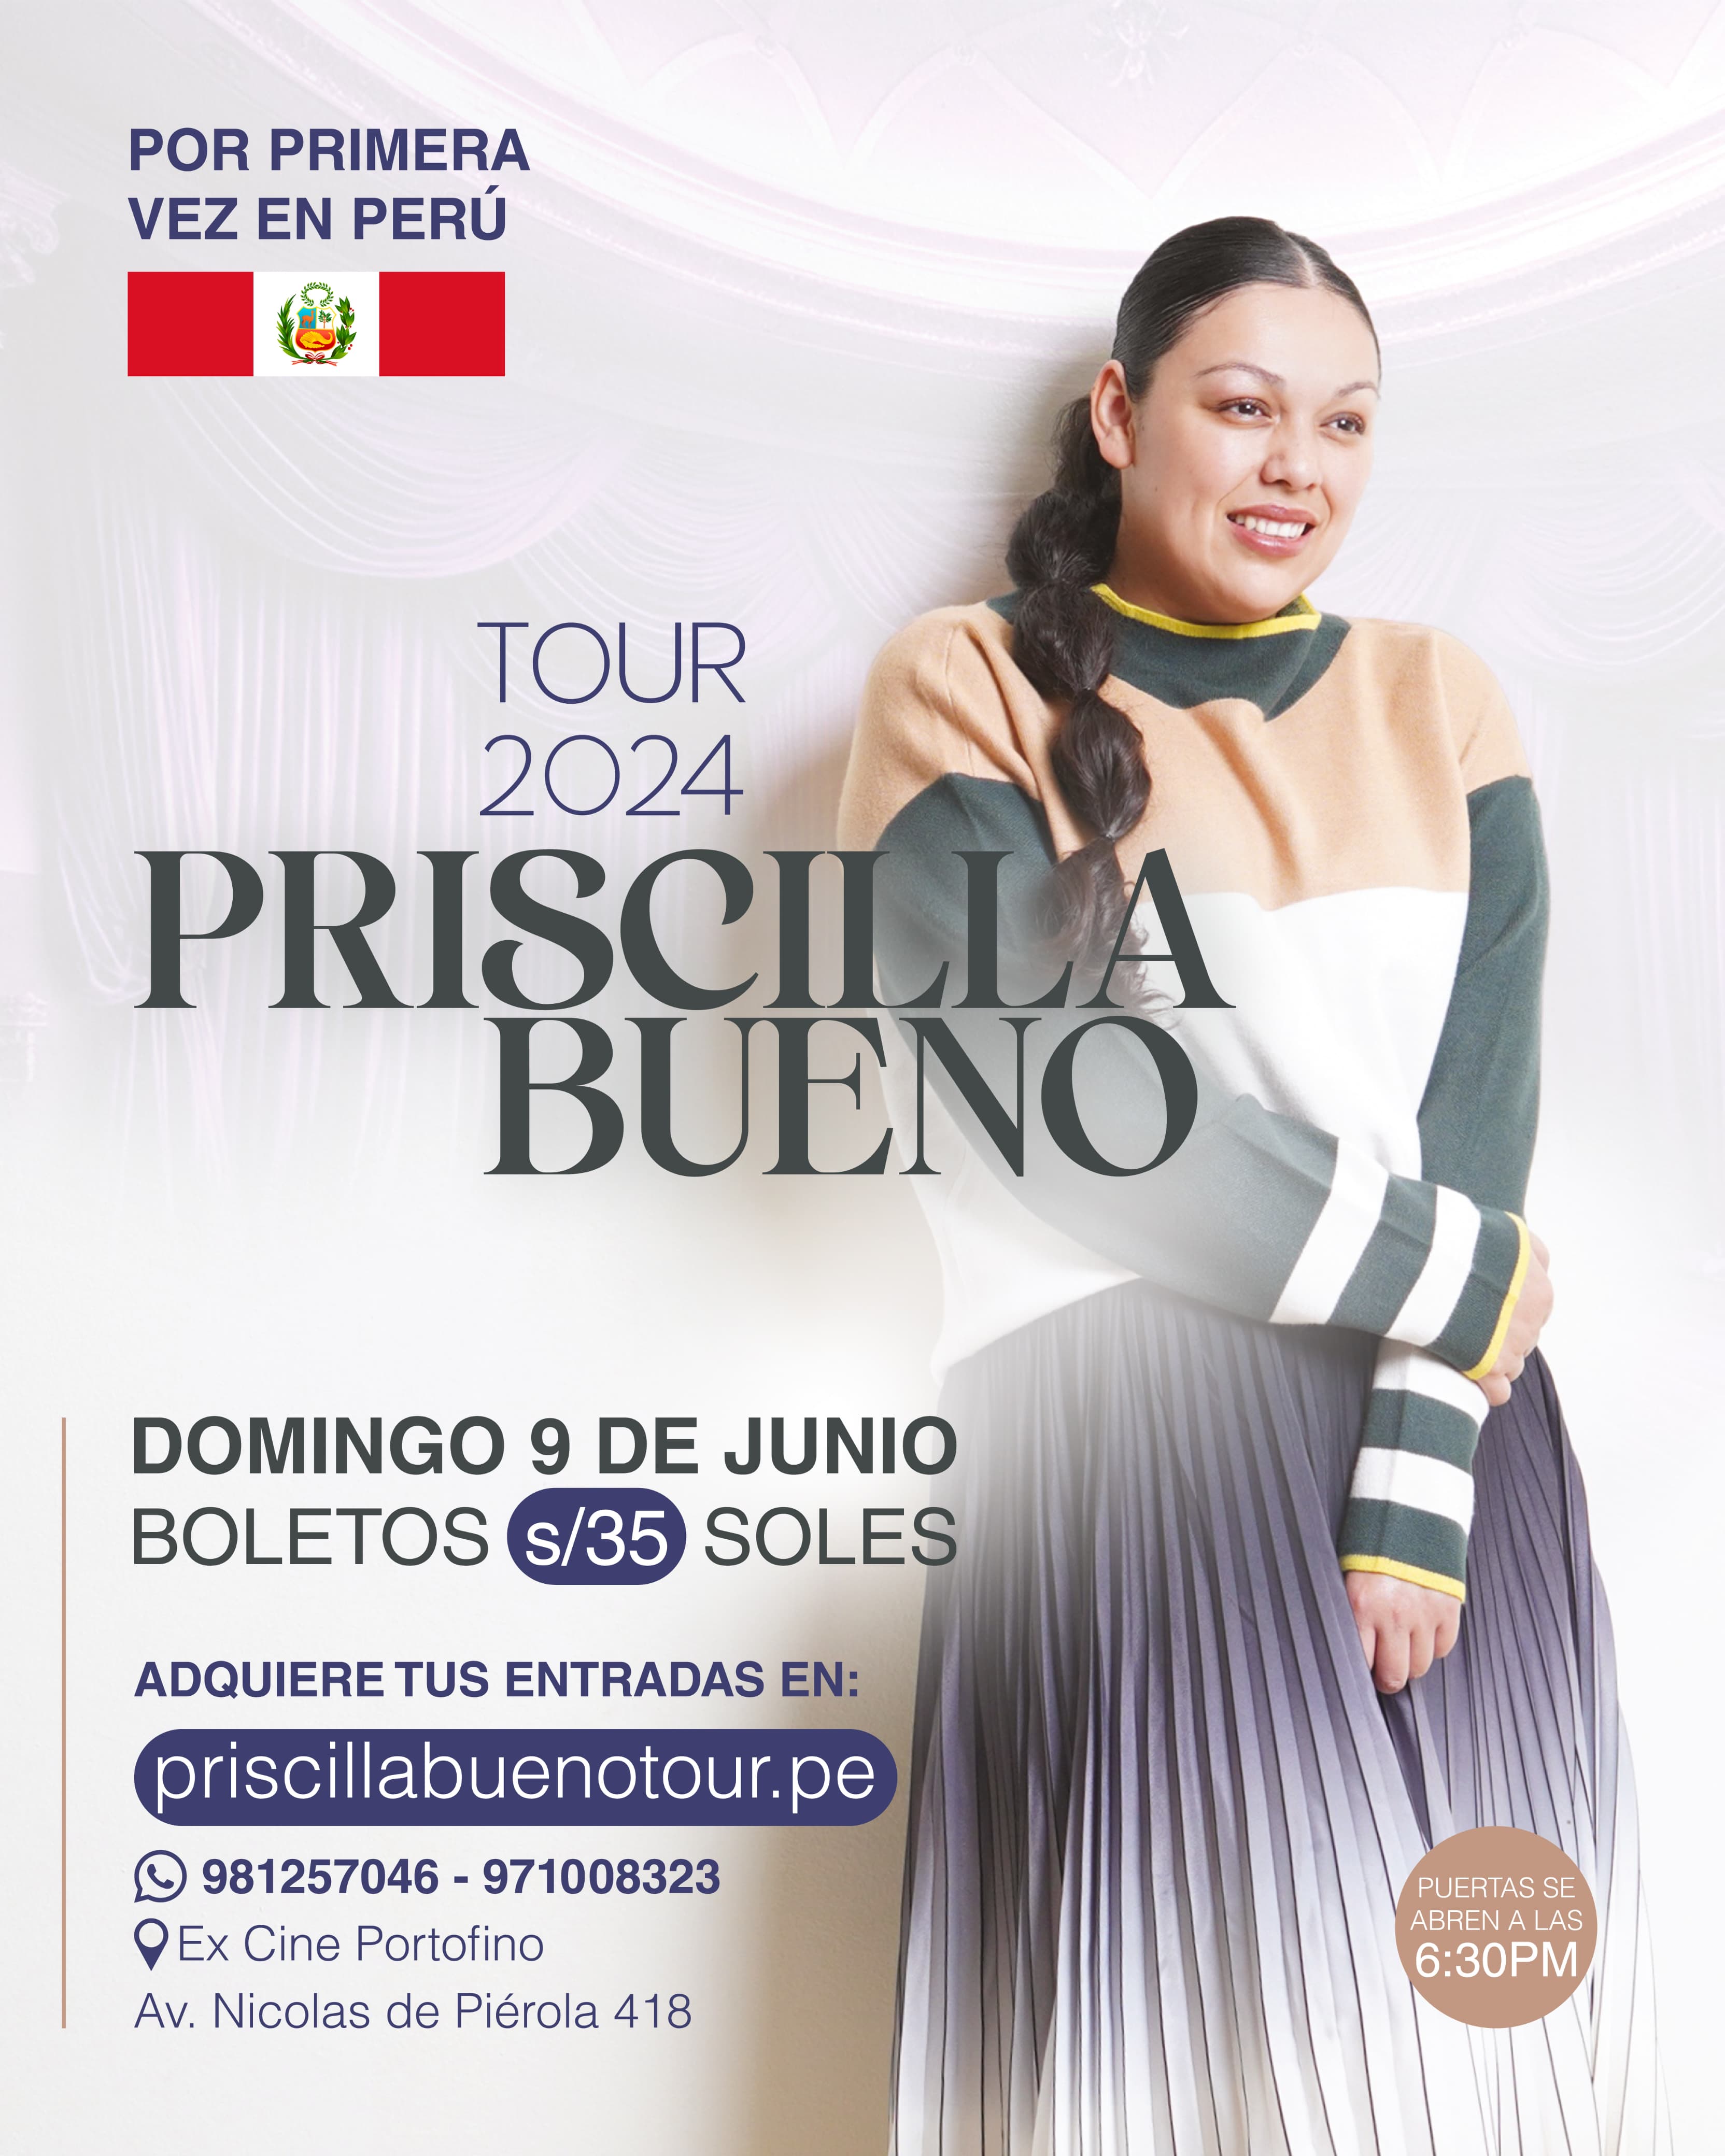 POR PRIMERA
VEZ EN PERÚ
TOUR
2024
PRISCILLA
BUENO
DOMINGO 9 DE JUNIO
BOLETOS s/35 SOLES
ADQUIERE TUS ENTRADAS EN:
priscillabuenotour.pe
981257046 - 971008323
Ex Cine Portofino
Av. Nicolas de Piérola 418
PUERTAS SE
ABREN A LAS
6:30PM